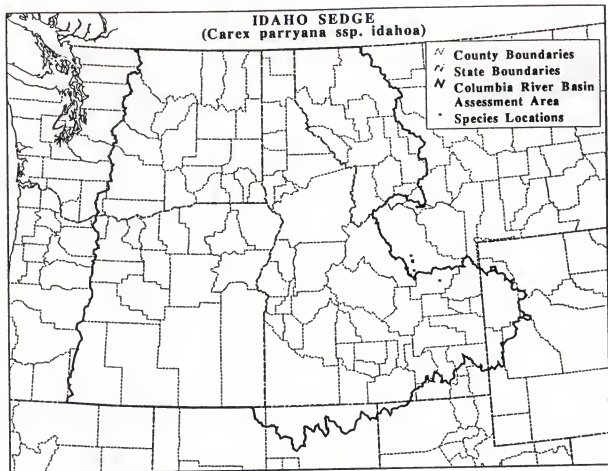 IDAHO SEDGE
(Carex parryana ssp. idahoa)
County Boundaries
State Boundaries
Columbia River Basin
Assessment Area
Species Locations